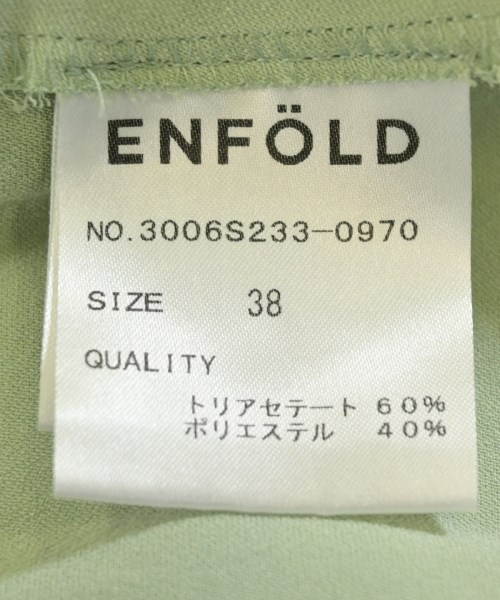 ENFÖLD
NO.3006S233-0970
SIZE 38
QUALITY
トリアセテート 60%
ポリエステル 40%